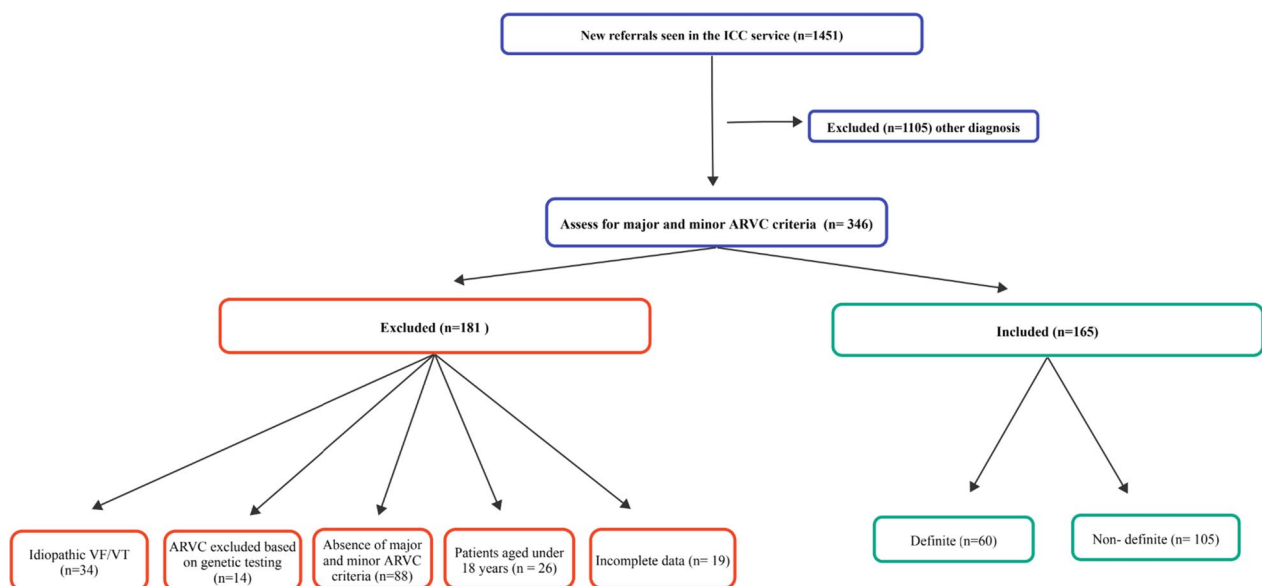 New referrals seen in the ICC service (n=1451)
Excluded (n=1105) other diagnosis
Assess for major and minor ARVC criteria (n= 346)
Excluded (n=181 )
Included (n=165)
Idiopathic VF/VT
(n=34)
ARVC excluded based
on genetic testing
(n=14)
Absence of major
and minor ARVC
criteria (n=88)
Patients aged under
18 years (n = 26)
Incomplete data (n= 19)
Definite (n=60)
Non- definite (n= 105)